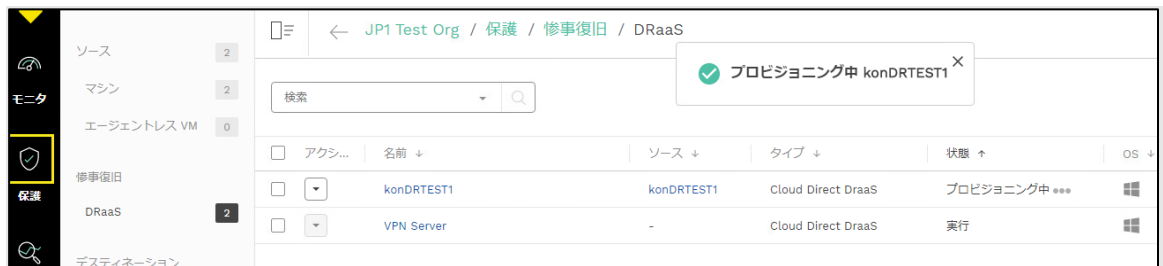 JP1 Test Org / 保護 / 惨事復旧 / DRaaS
プロビジョニング中 konDRTEST1
モニタ
保護
ソース 2
マシン 2
エージェントレス VM 0
惨事復旧
DRaaS 2
デスティネーション
検索
アクシ... 名前 ソース タイプ 状態 OS
konDRTEST1 konDRTEST1 Cloud Direct DraaS プロビジョニング中
VPN Server - Cloud Direct DraaS 実行